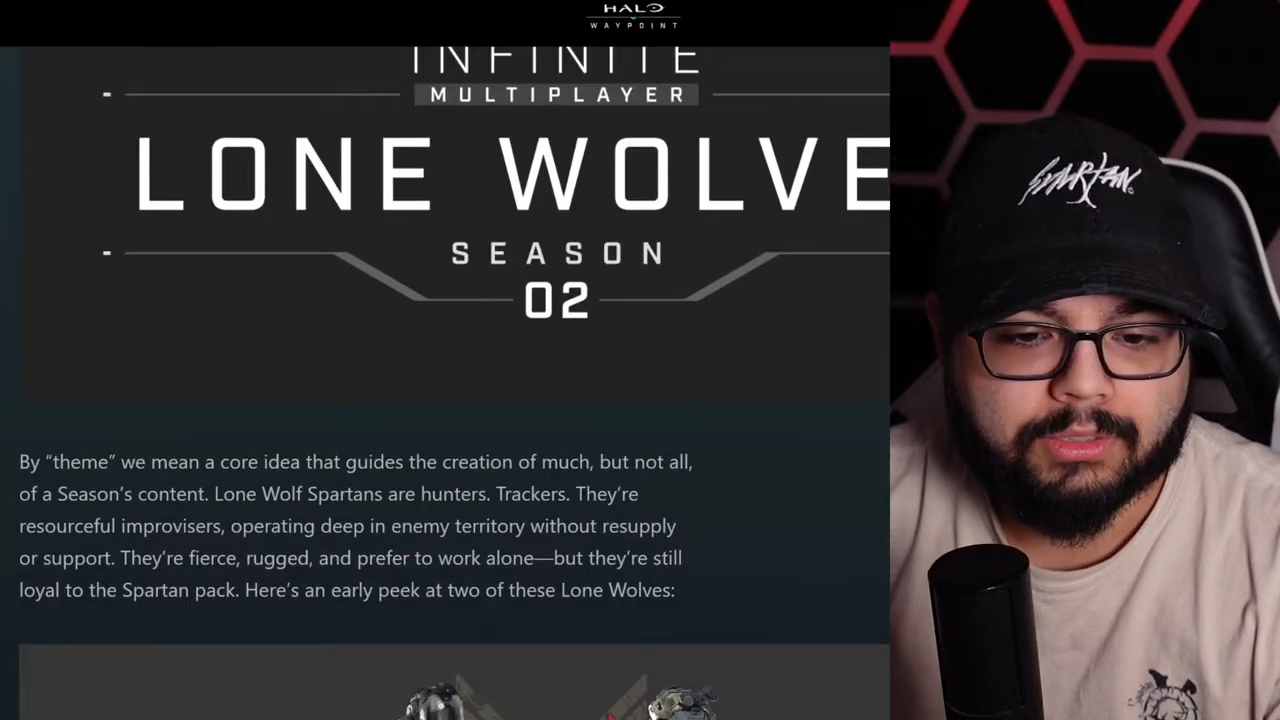 HALO
WAYPOINT
INFINITE
MULTIPLAYER
LONE WOLVE
SEASON
02
By “theme” we mean a core idea that guides the creation of much, but not all,
of a Season’s content. Lone Wolf Spartans are hunters. Trackers. They’re
resourceful improvisers, operating deep in enemy territory without resupply
or support. They’re fierce, rugged, and prefer to work alone—but they’re still
loyal to the Spartan pack. Here’s an early peek at two of these Lone Wolves:
SPARTAN